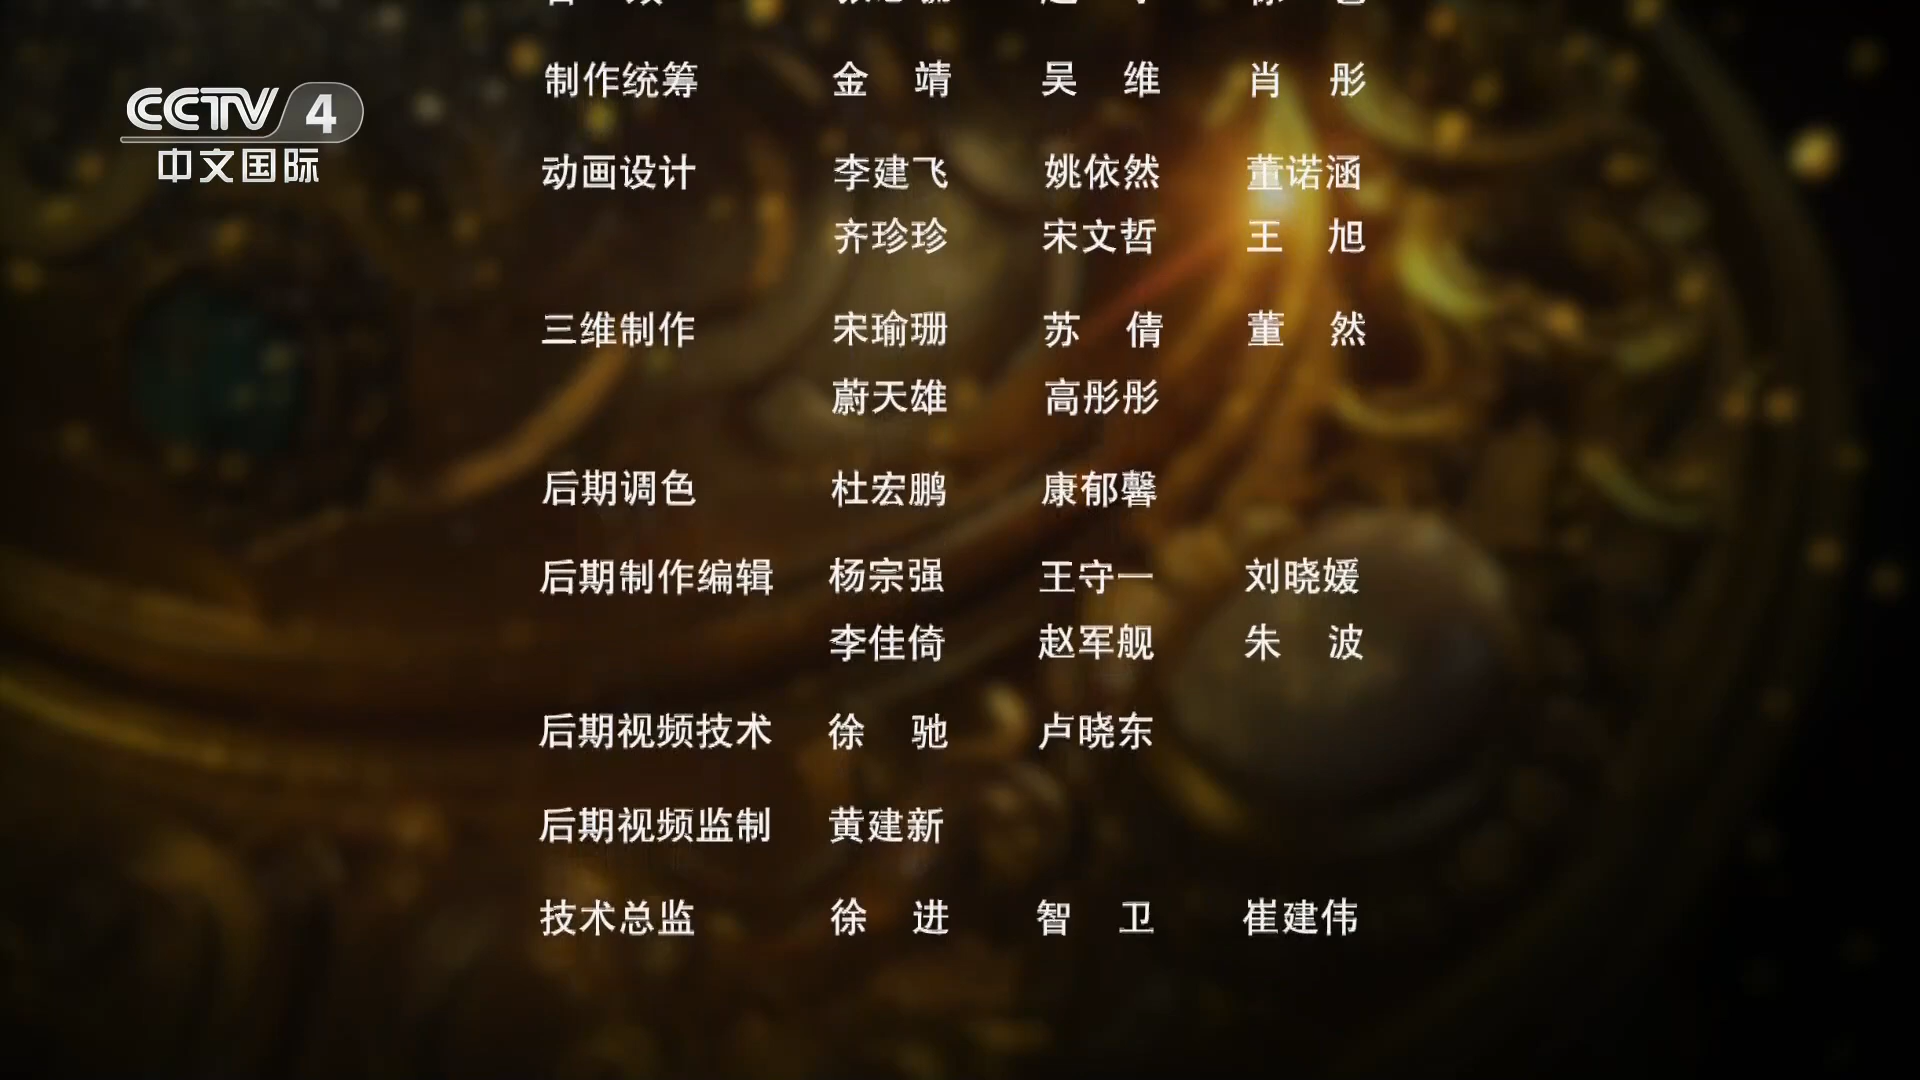 制作统筹 金靖 吴维 肖彤
CCTV 4
中文国际
动画设计 李建飞 姚依然 董诺涵
齐珍珍 宋文哲 王旭
三维制作 宋瑜珊 苏倩 董然
蔚天雄 高彤彤
后期调色 杜宏鹏 康郁馨
后期制作编辑 杨宗强 王守一 刘晓媛
李佳倚 赵军舰 朱波
后期视频技术 徐驰 卢晓东
后期视频监制 黄建新
技术总监 徐进 智卫 崔建伟